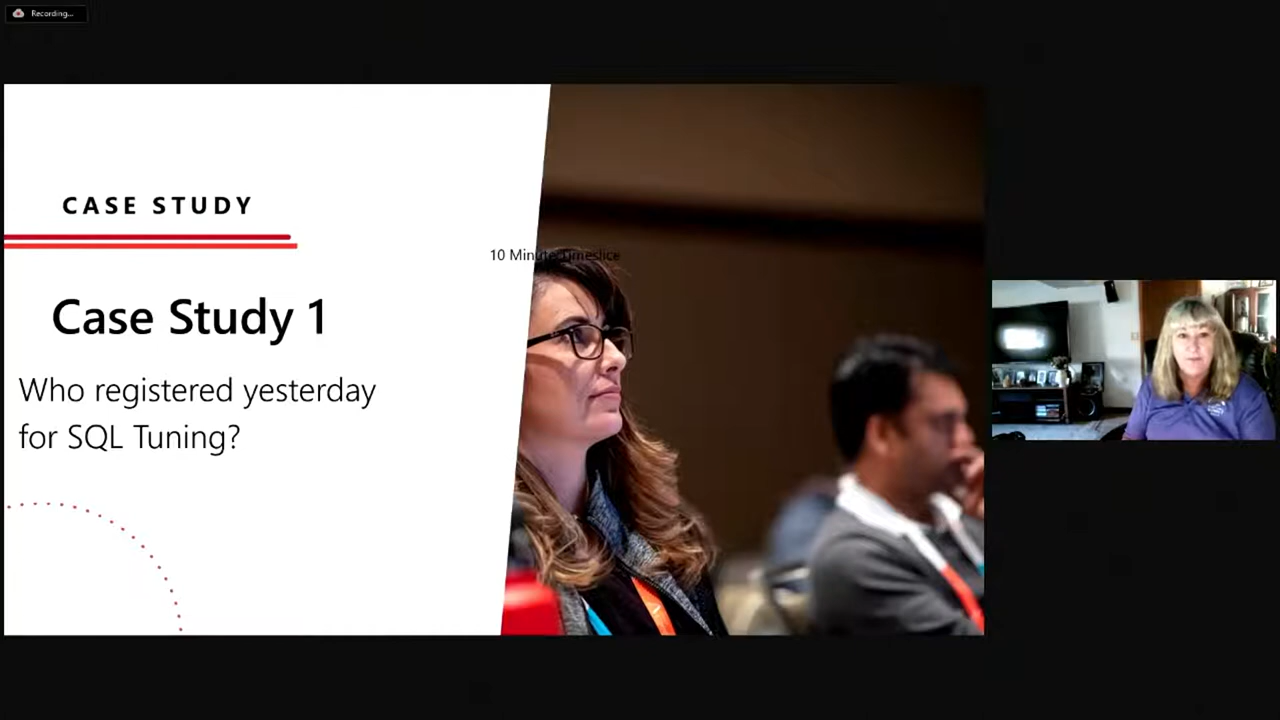 Recording...
CASE STUDY
10 Minute Timeslice
Case Study 1
Who registered yesterday
for SQL Tuning?